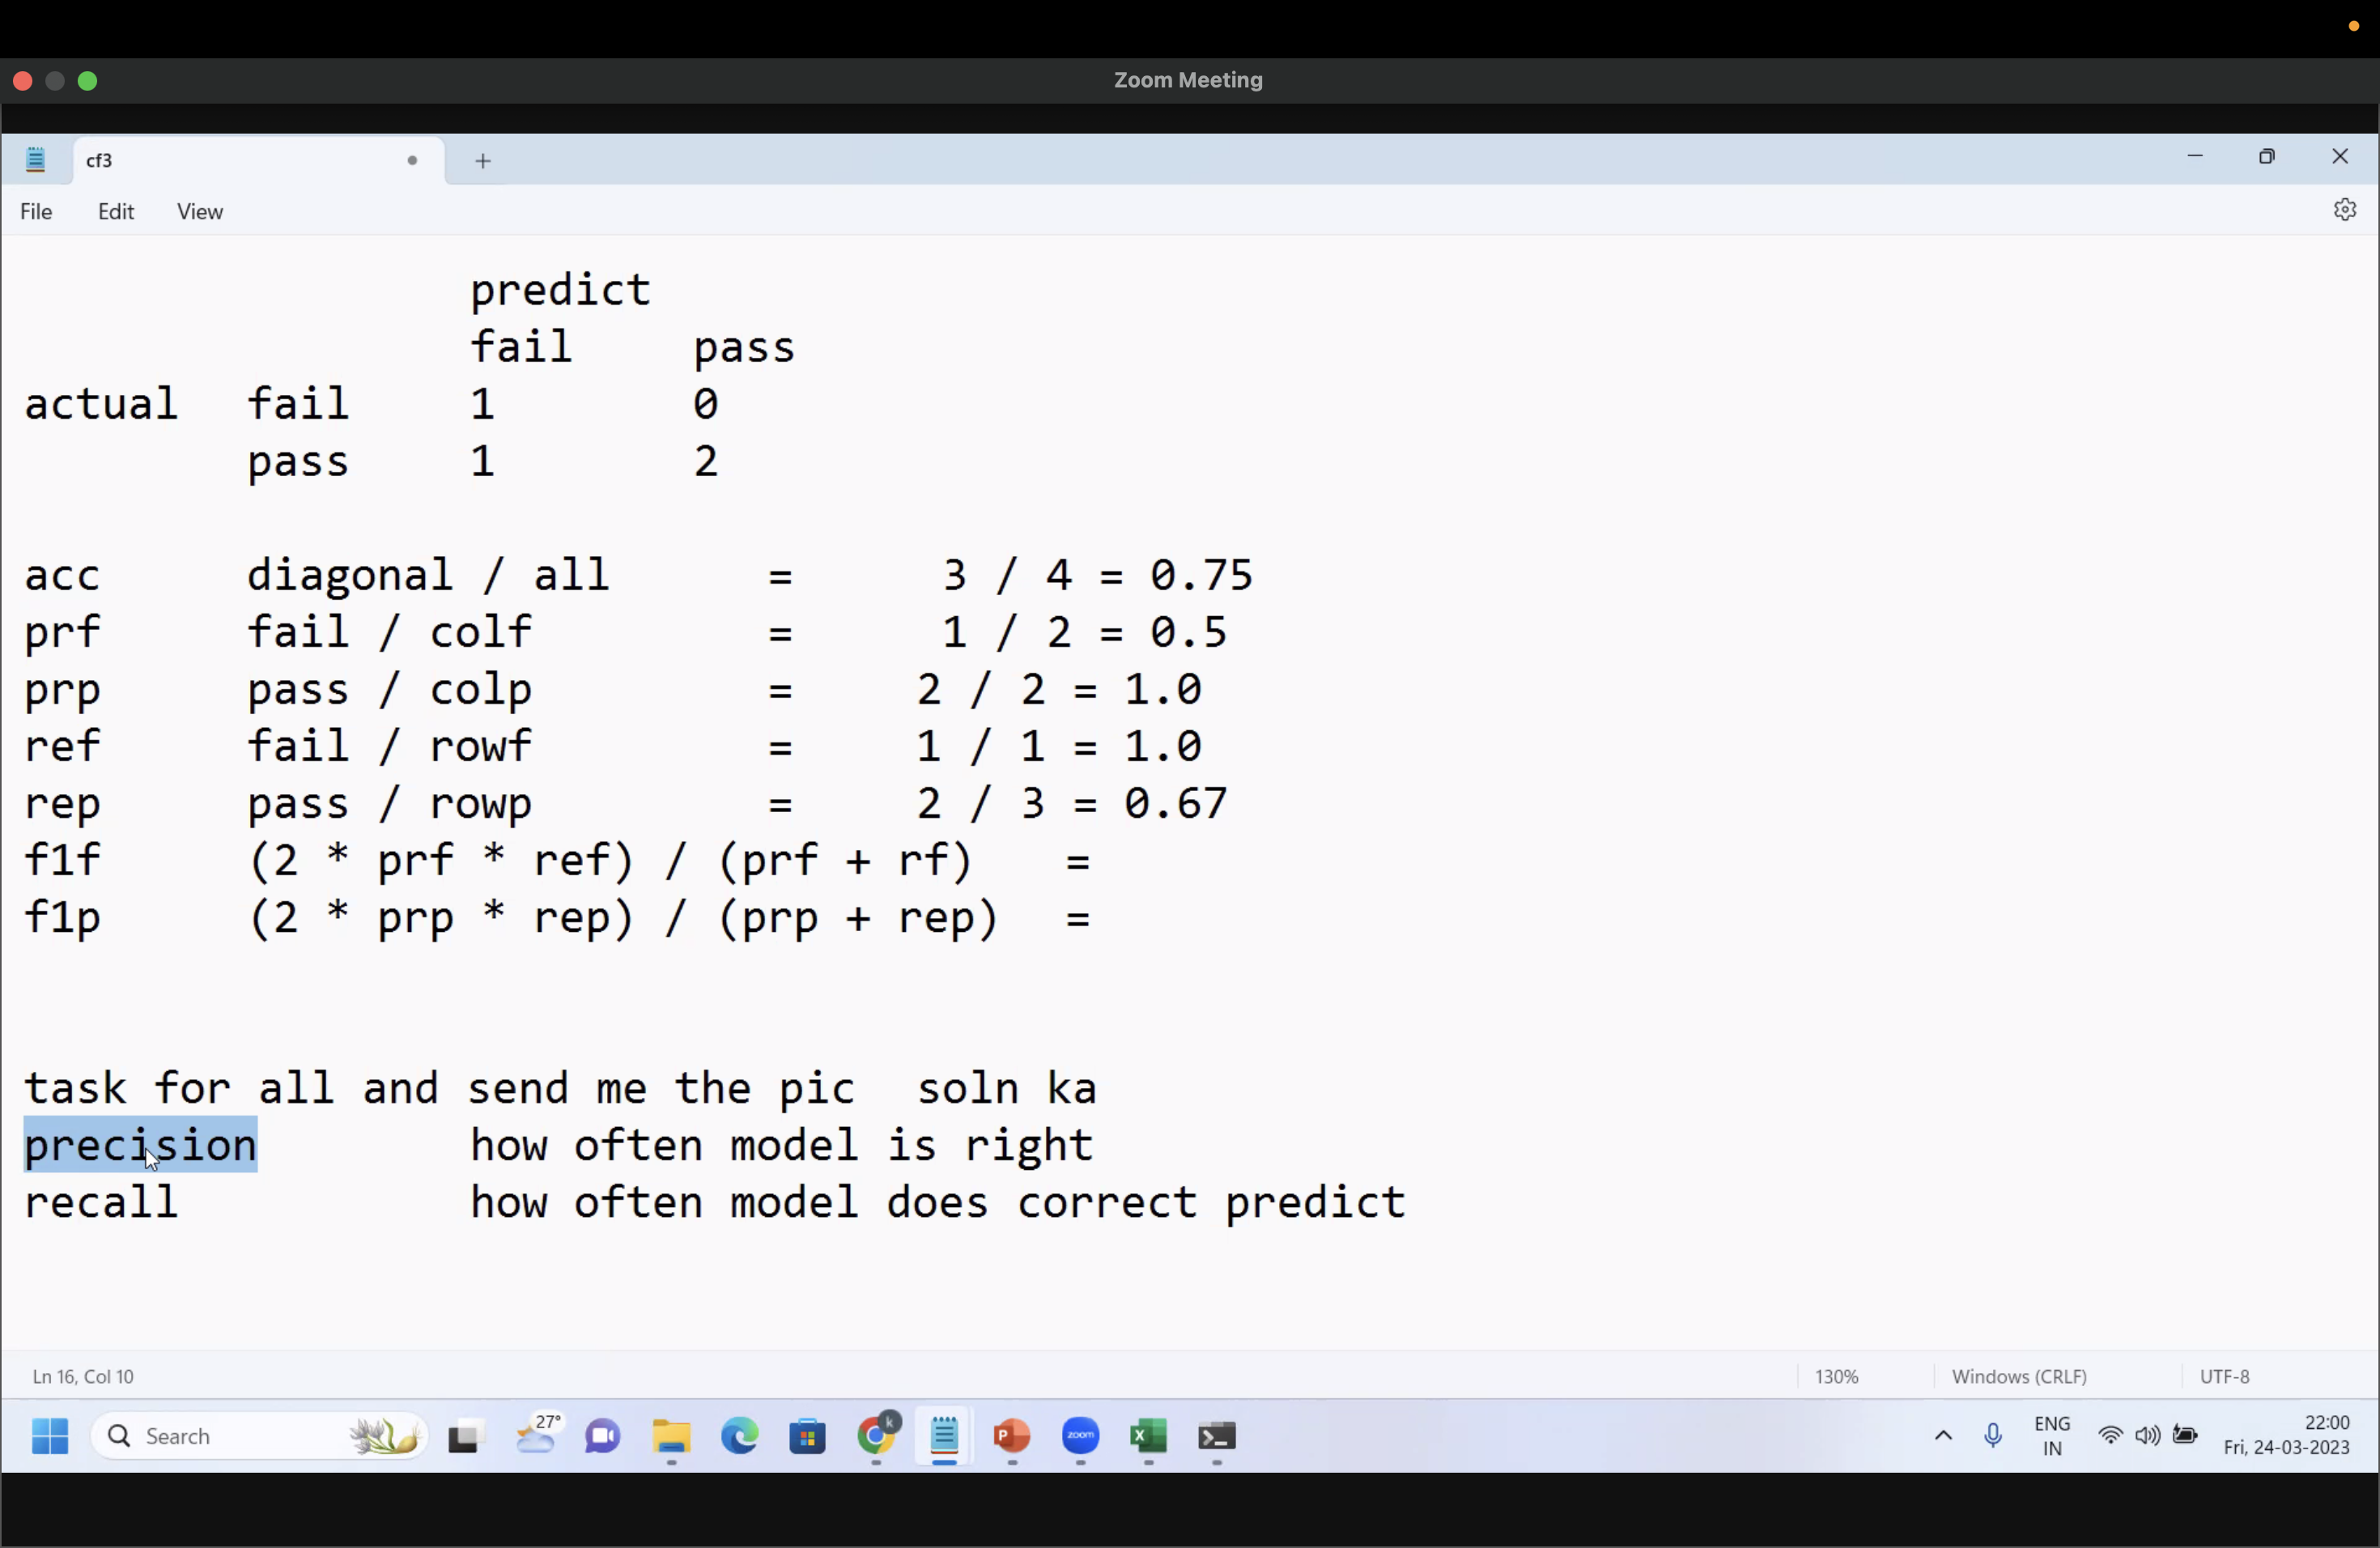 Zoom Meeting
cf3
File Edit View
predict
fail pass
actual fail 1 0
pass 1 2
acc diagonal / all = 3 / 4 = 0.75
prf fail / colf = 1 / 2 = 0.5
prp pass / colp = 2 / 2 = 1.0
ref fail / rowf = 1 / 1 = 1.0
rep pass / rowp = 2 / 3 = 0.67
f1f (2 * prf * ref) / (prf + rf) =
f1p (2 * prp * rep) / (prp + rep) =
task for all and send me the pic soln ka
precision how often model is right
recall how often model does correct predict
Ln 16, Col 10 130% Windows (CRLF) UTF-8
Search 27° k zoom ENG 22:00
IN Fri, 24-03-2023